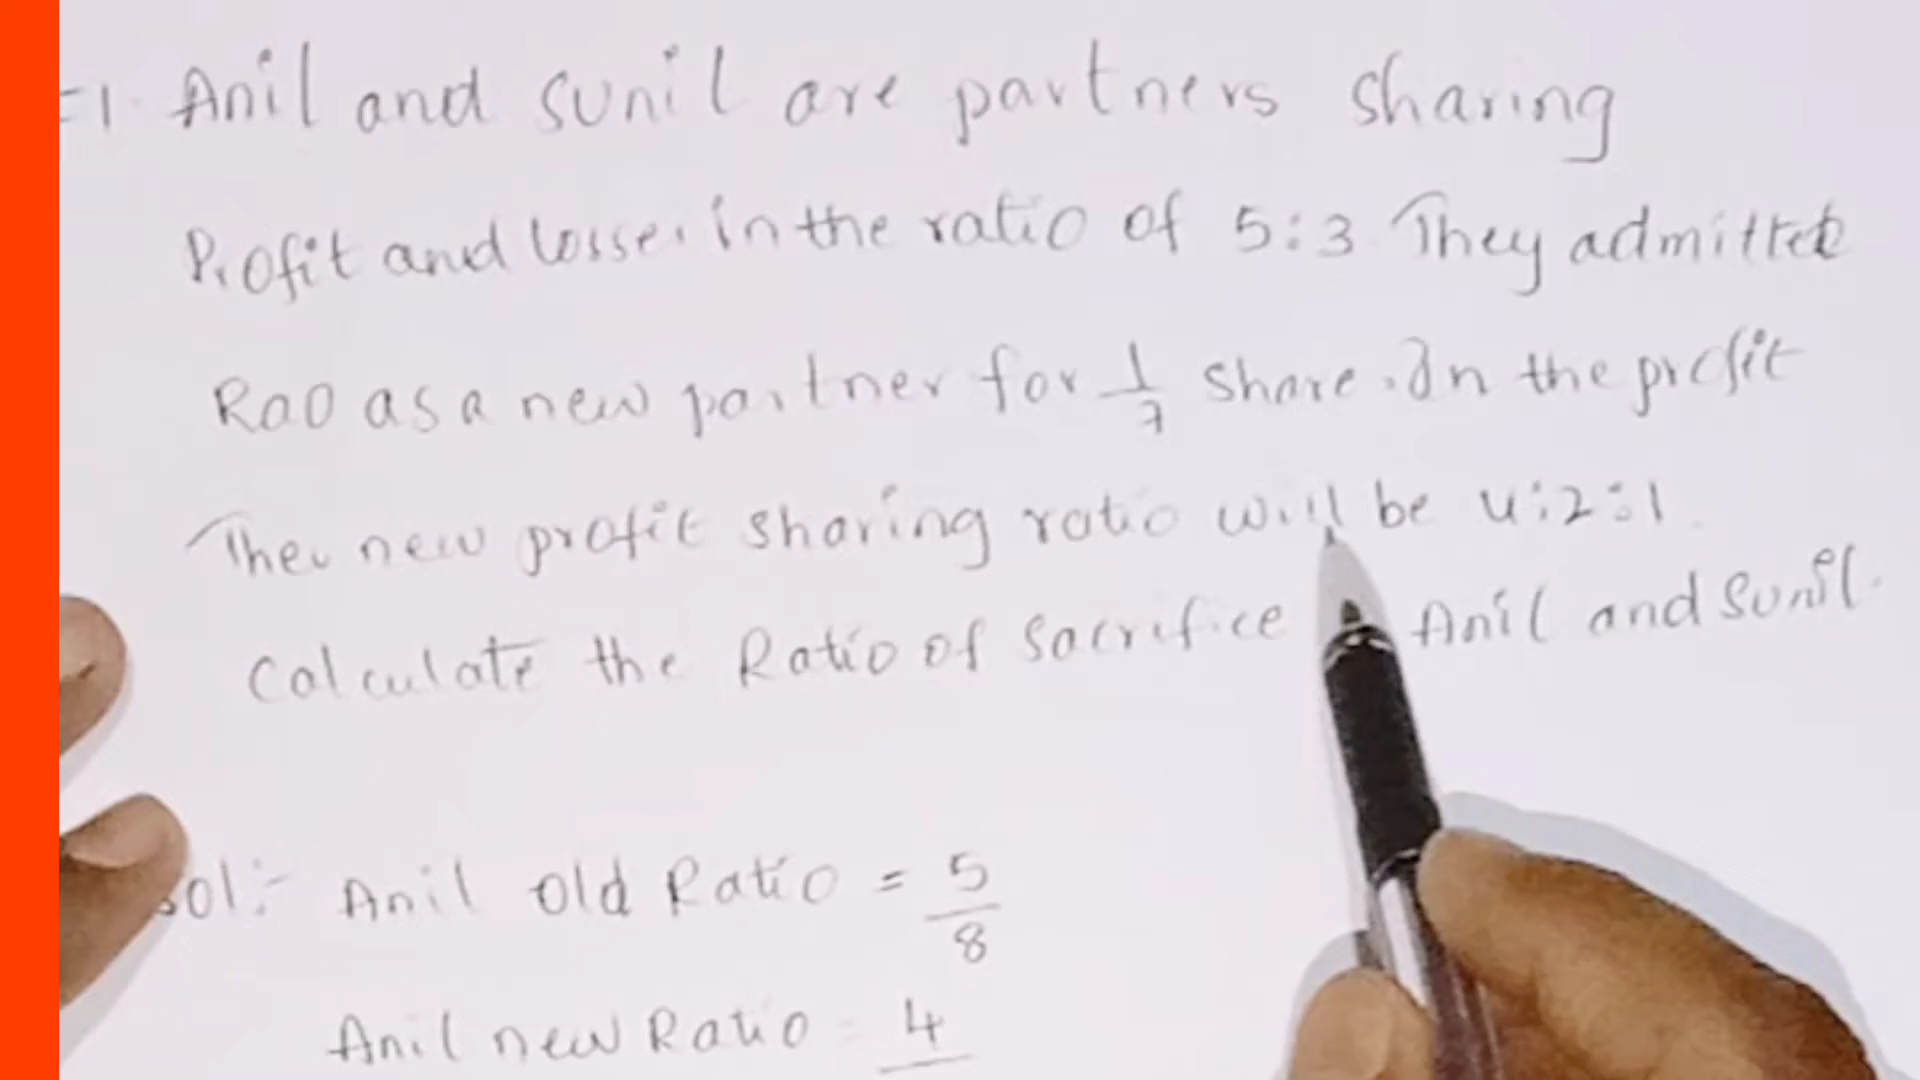 1. Anil and Sunil are partners sharing
Profit and losses in the ratio of 5:3. They admitted
Rao as a new partner for 1/7 share. In the profit
The new profit sharing ratio will be 4:2:1.
Calculate the Ratio of Sacrifice Anil and Sunil.
Sol:- Anil Old Ratio = 5/8
Anil new Ratio = 4